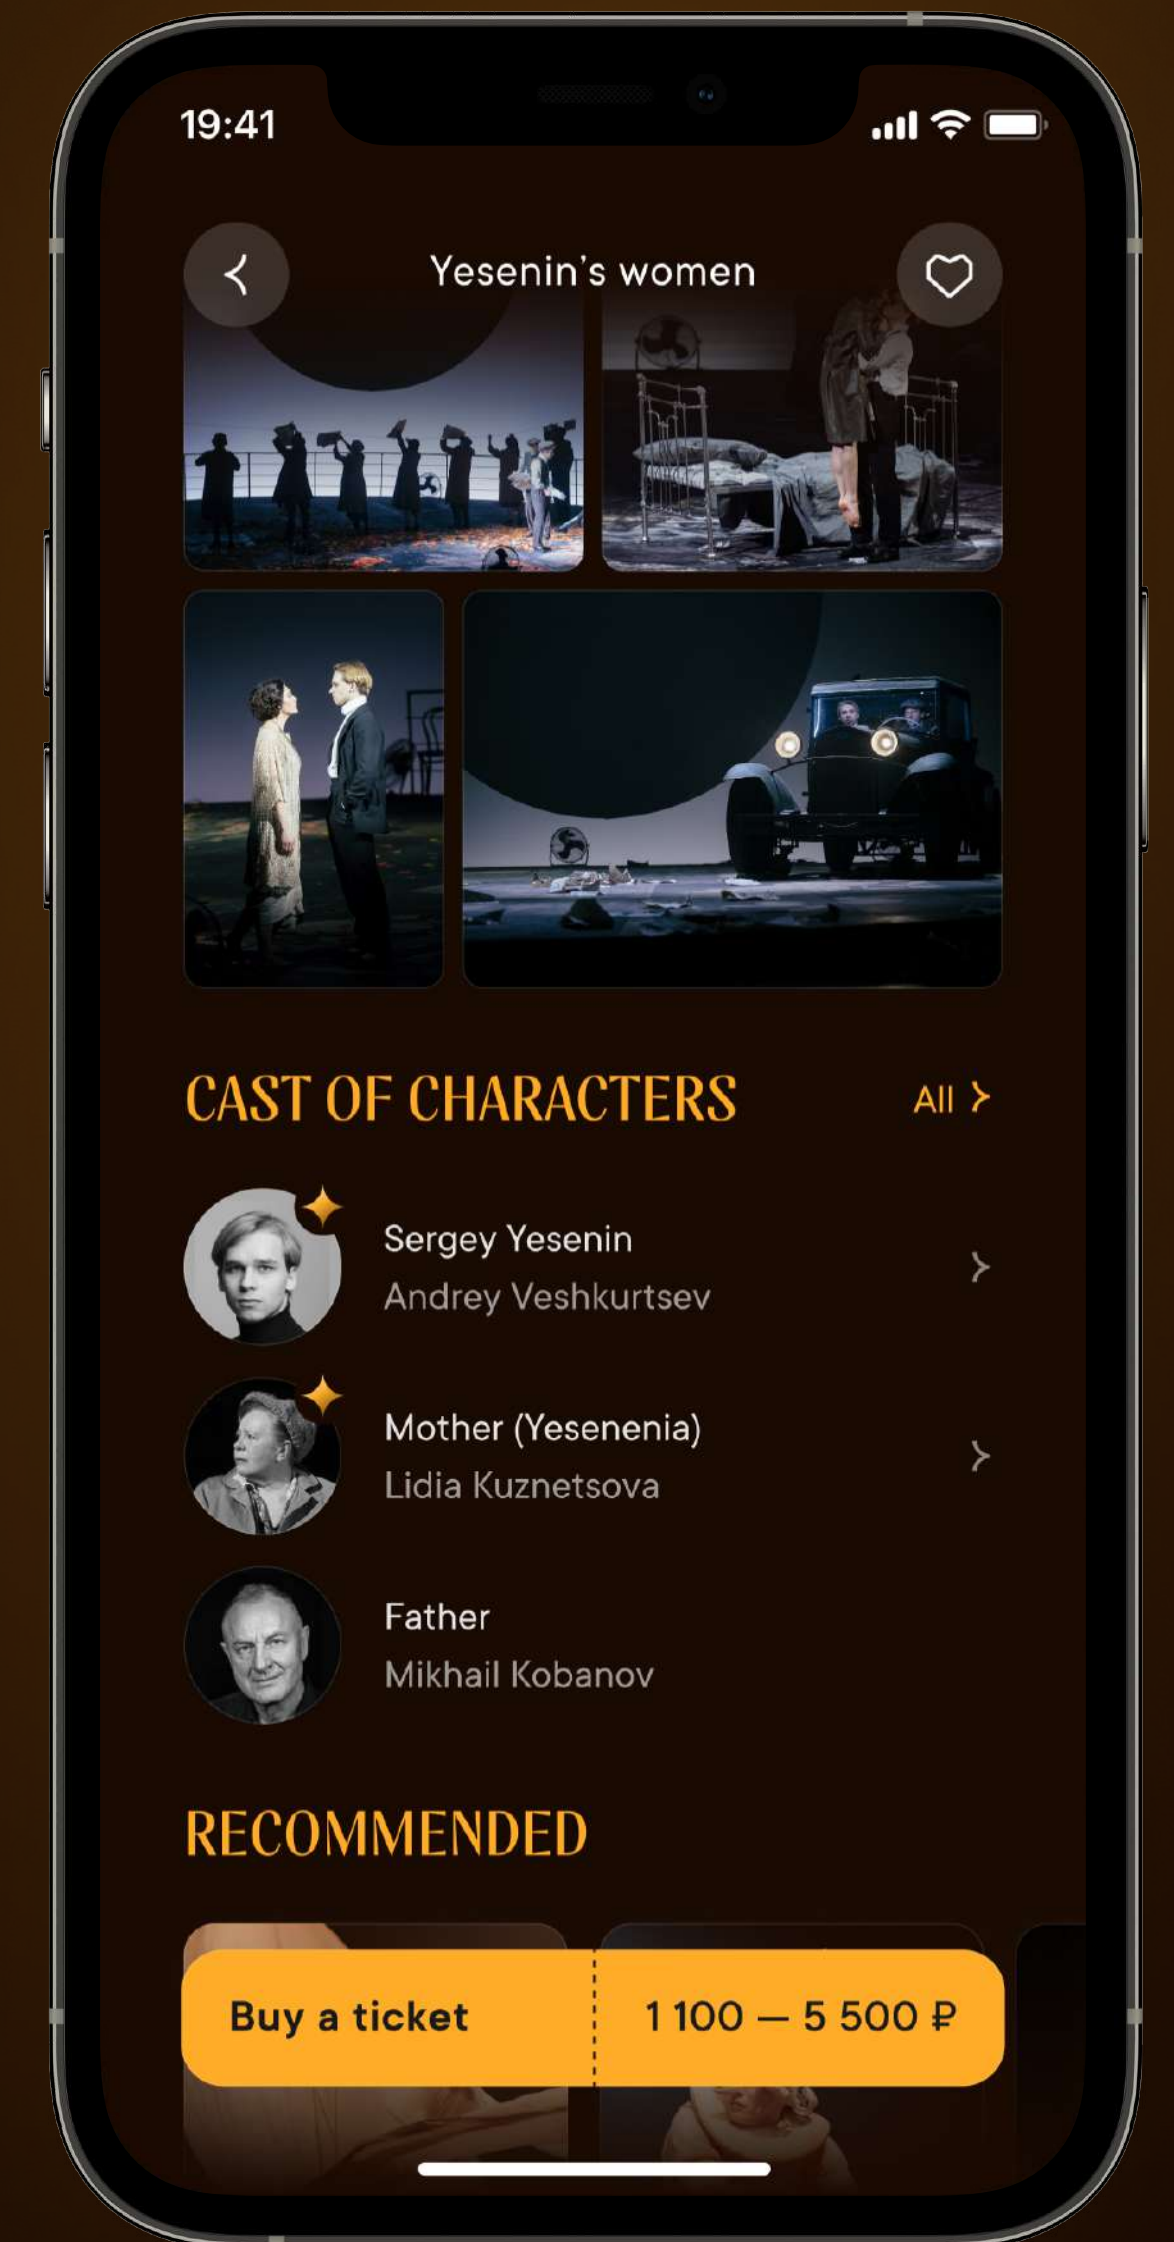 19:41
Yesenin’s women
CAST OF CHARACTERS
All
Sergey Yesenin
Andrey Veshkurtsev
Mother (Yesenenia)
Lidia Kuznetsova
Father
Mikhail Kobanov
RECOMMENDED
Buy a ticket
1 100 — 5 500 ₽